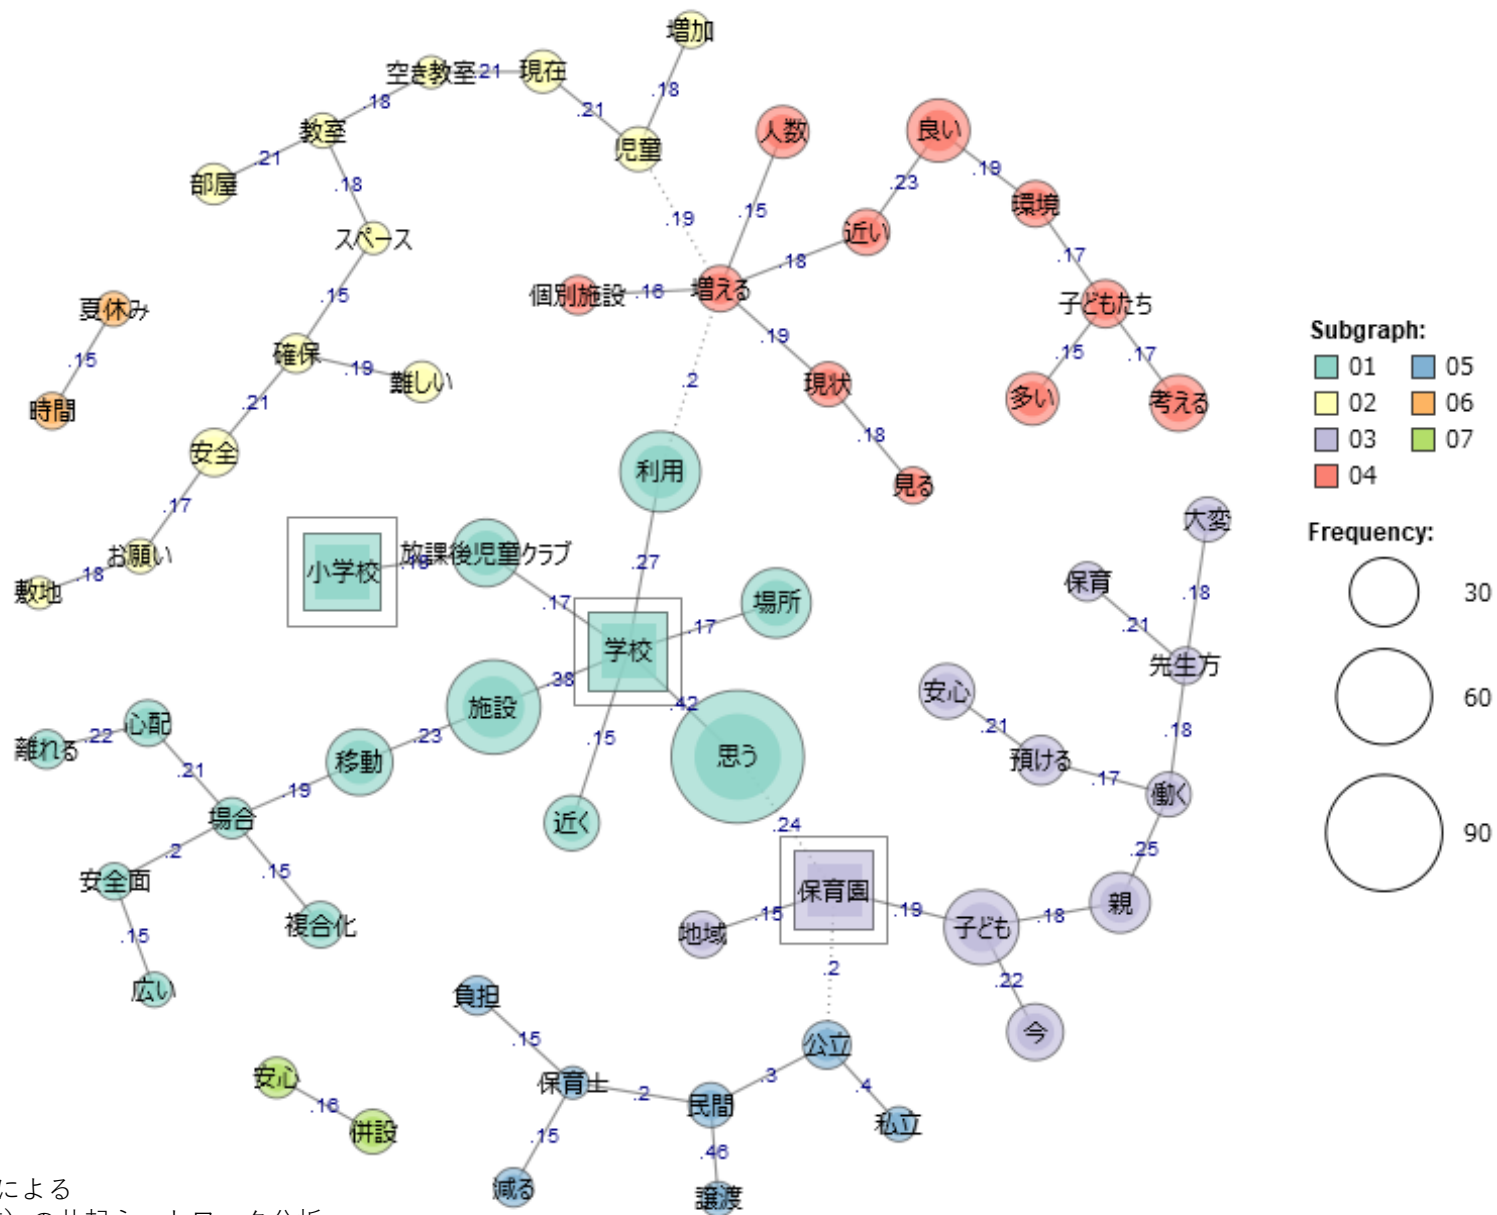 増加
空き教室
.21
現在
.18
.21
.18
教室
児童
人数
良い
.21
部屋
.18
.19
.15
.23
.19
環境
スペース
近い
.18
.17
夏休み
.15
個別施設
.16
増える
子どもたち
.15
確保
.19
難しい
.19
現状
.15
.17
時間
.21
.2
多い
考える
安全
.18
利用
見る
.17
お願い
敷地
.18
小学校
放課後児童クラブ
.27
場所
.17
.17
学校
大変
保育
.18
.21
先生方
安心
.21
.18
預ける
.17
働く
.38
施設
.42
思う
.23
移動
.15
近く
心配
離れる
.22
.21
.19
場合
.2
安全面
.15
.15
複合化
広い
.24
保育園
.15
地域
.19
子ども
.18
親
.25
.22
今
.2
負担
.15
保育士
.2
民間
.3
公立
.4
私立
.15
減る
.46
譲渡
安心
.16
併設
Subgraph:
01 05
02 06
03 07
04
Frequency:
30
60
90
による